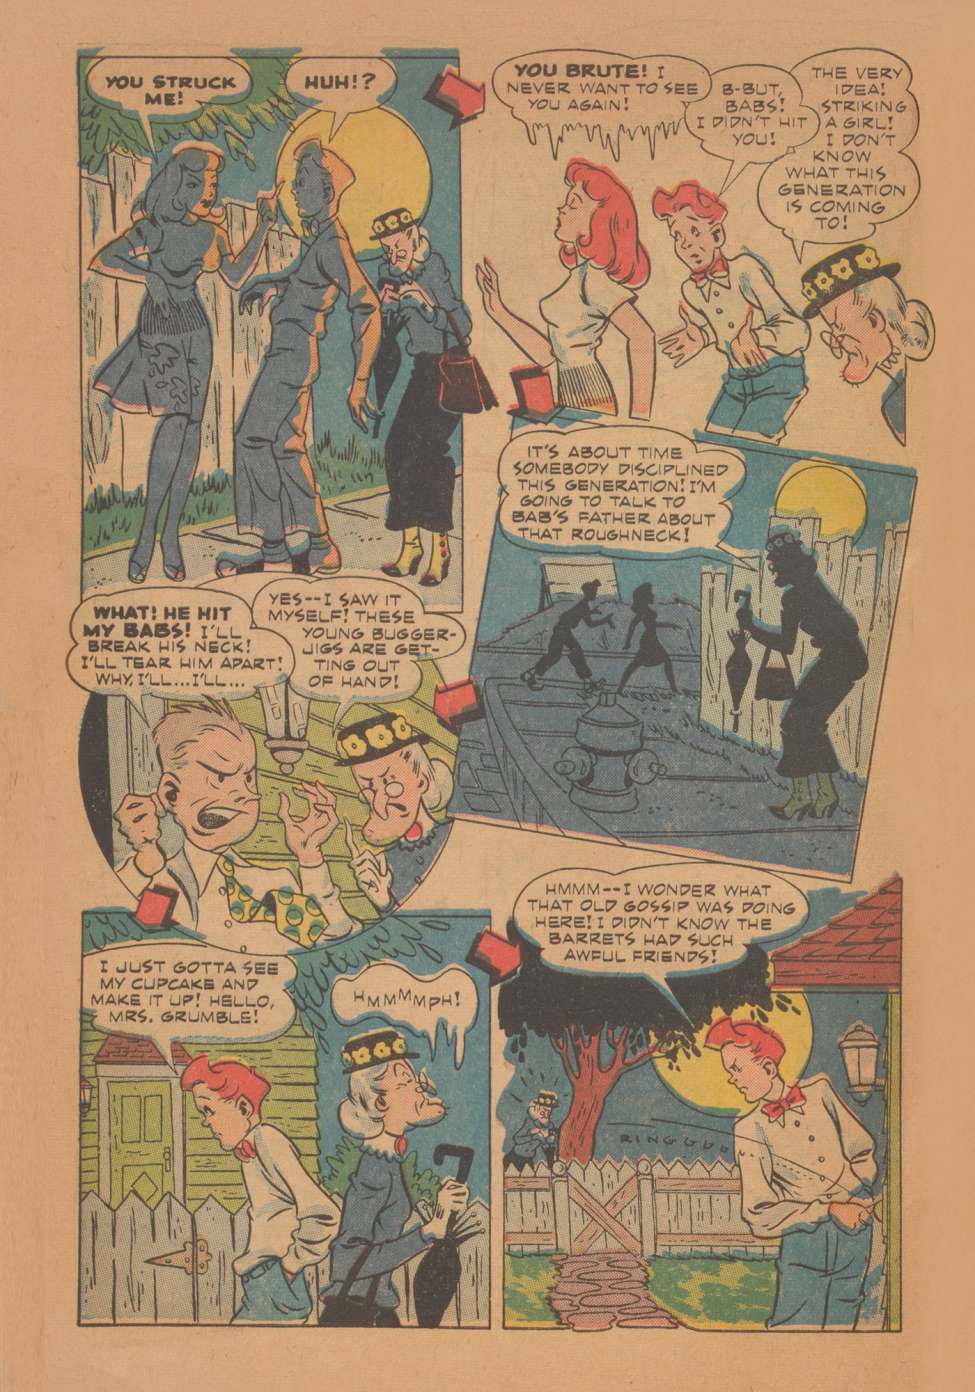 YOU STRUCK
ME!
HUH!?
YOU BRUTE! I
NEVER WANT TO SEE
YOU AGAIN!
B-BUT,
BABS!
I DIDN'T HIT
YOU!
THE VERY
IDEA!
STRIKING
A GIRL!
I DON'T
KNOW
WHAT THIS
GENERATION
IS COMING
TO!
IT'S ABOUT TIME
SOMEBODY DISCIPLINED
THIS GENERATION! I'M
GOING TO TALK TO
BAB'S FATHER ABOUT
THAT ROUGHNECK!
WHAT! HE HIT
MY BABS! I'LL
BREAK HIS NECK!
I'LL TEAR HIM APART!
WHY, I'LL...I'LL...
YES--I SAW IT
MYSELF! THESE
YOUNG BUGGER-
JIGS ARE GET-
TING OUT
OF HAND!
I JUST GOTTA SEE
MY CUPCAKE AND
MAKE IT UP! HELLO,
MRS. GRUMBLE!
HMMMMPH!
HMMM--I WONDER WHAT
THAT OLD GOSSIP WAS DOING
HERE! I DIDN'T KNOW THE
BARRETS HAD SUCH
AWFUL FRIENDS!
RINGGGG